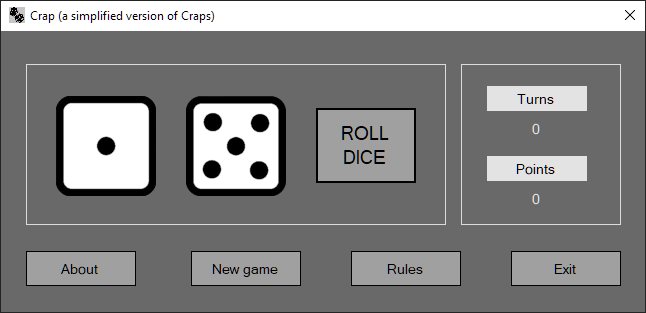 Crap (a simplified version of Craps)
ROLL
DICE
Turns
0
Points
0
About
New game
Rules
Exit